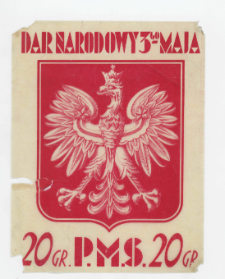 DAR NARODOWY 3GO MAJA
20 GR. P.M.S. 20 GR.